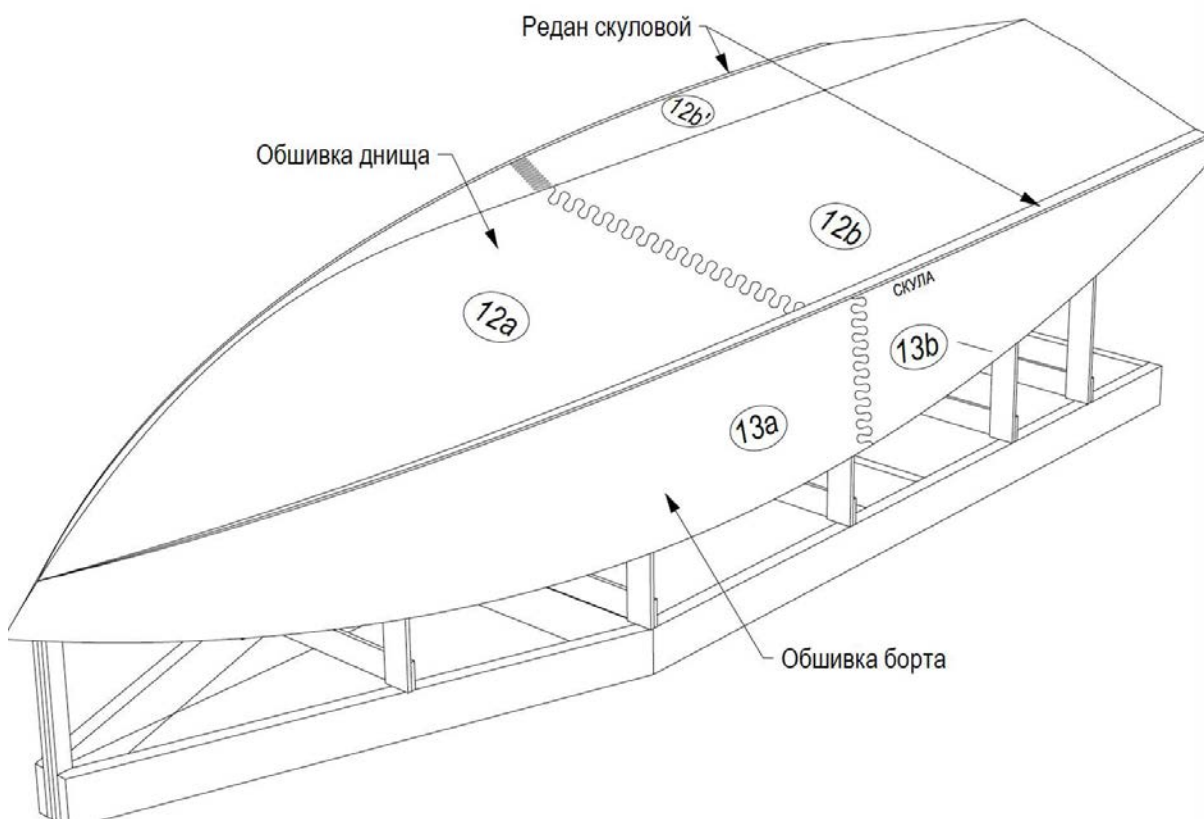 Редан скуловой
12b'
Обшивка днища
12b
СКУЛА
12a
13b
13a
Обшивка борта